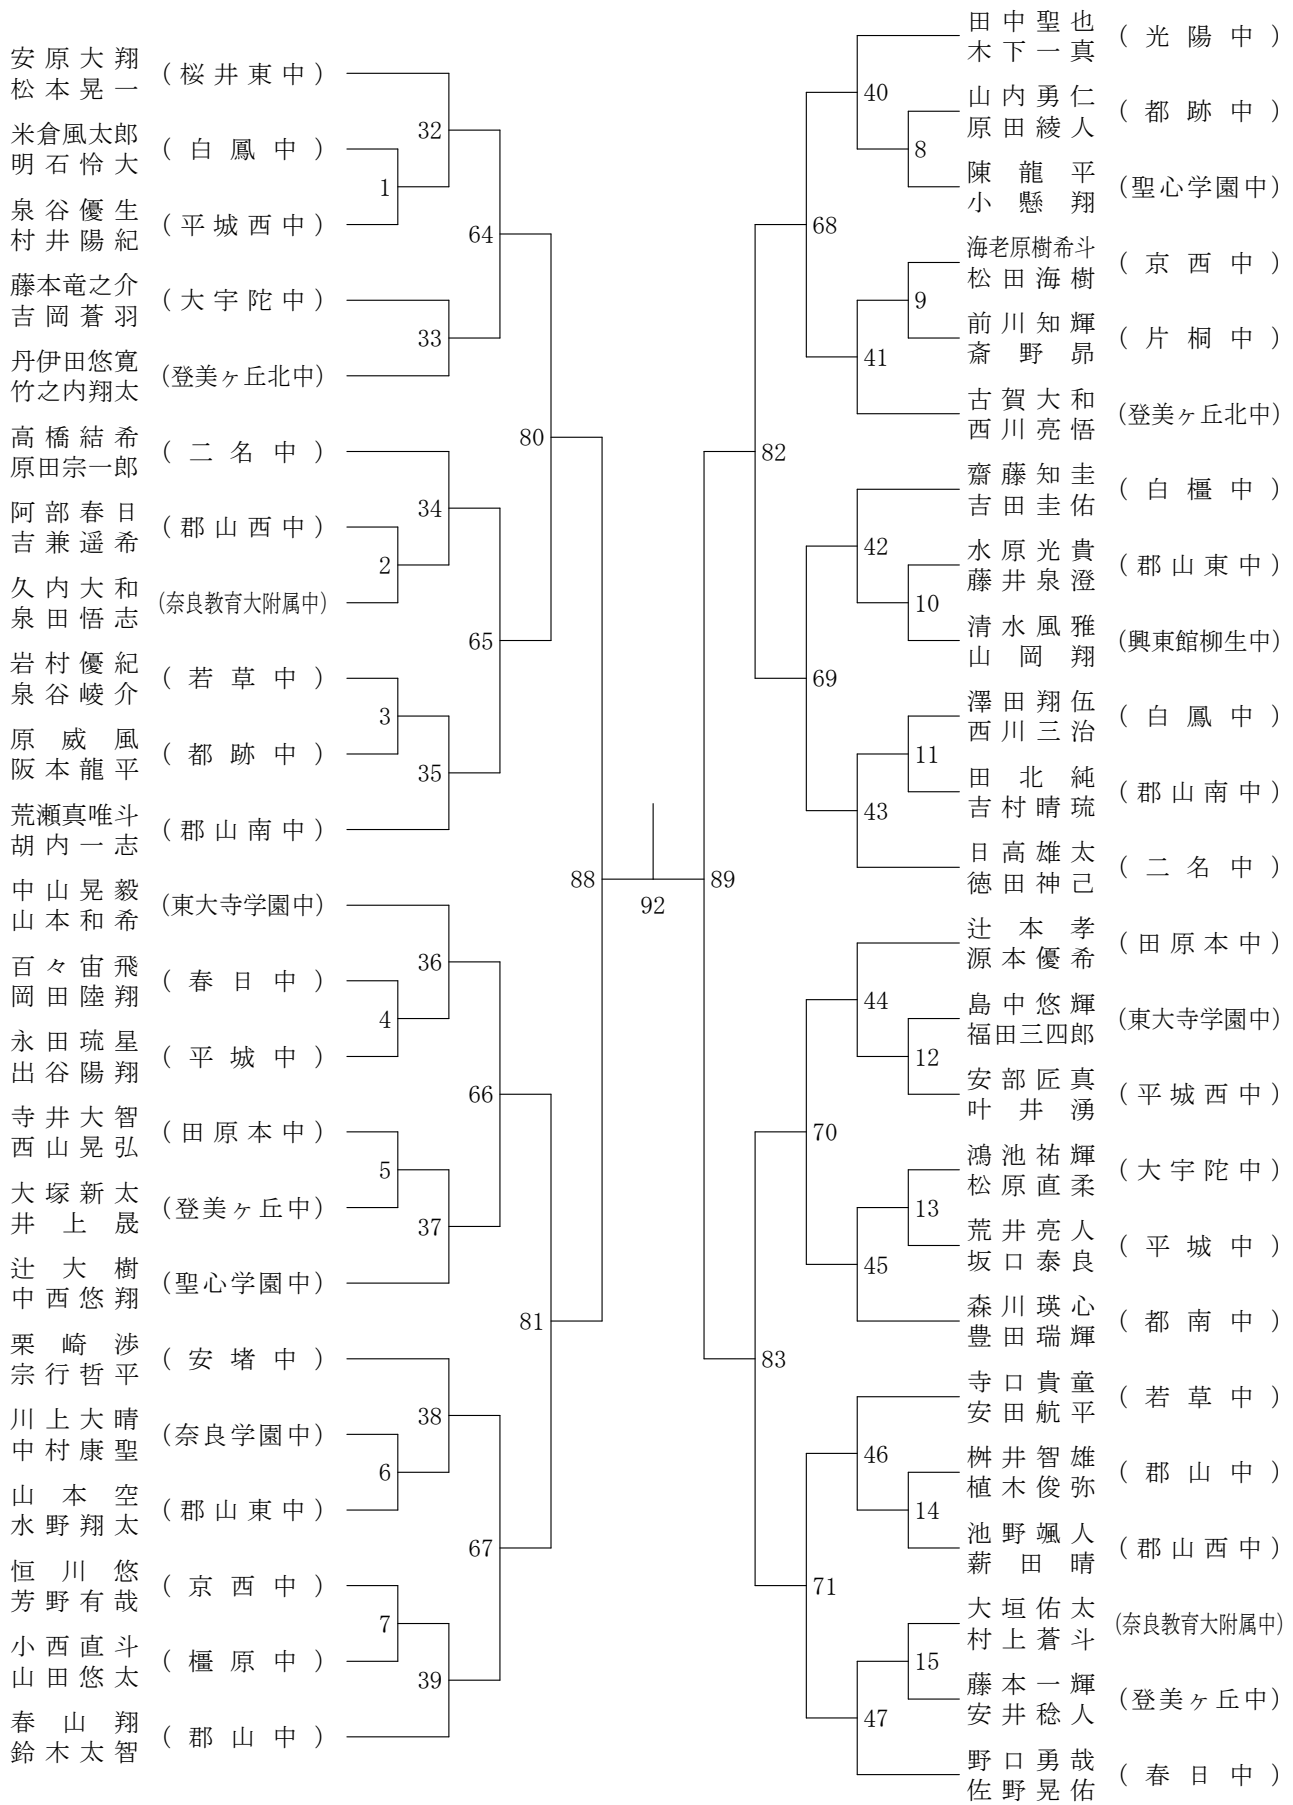 安原大翔
松本晃一
(桜井東中)
米倉風太郎
明石怜大
(白鳳中)
泉谷優生
村井陽紀
(平城西中)
藤本竜之介
吉岡蒼羽
(大宇陀中)
丹伊田悠寛
竹之内翔太
(登美ヶ丘北中)
高橋結希
原田宗一郎
(二名中)
阿部春日
吉兼遥希
(郡山西中)
久内大和
泉田悟志
(奈良教育大附属中)
岩村優紀
泉谷崚介
(若草中)
原威風
阪本龍平
(都跡中)
荒瀬真唯斗
胡内一志
(郡山南中)
中山晃毅
山本和希
(東大寺学園中)
百々宙飛
岡田陸翔
(春日中)
永田琉星
出谷陽翔
(平城中)
寺井大智
西山晃弘
(田原本中)
大塚新太
井上晟
(登美ヶ丘中)
辻大樹
中西悠翔
(聖心学園中)
栗崎渉
宗行哲平
(安堵中)
川上大晴
中村康聖
(奈良学園中)
山本空
水野翔太
(郡山東中)
恒川悠
芳野有哉
(京西中)
小西直斗
山田悠太
(橿原中)
春山翔
鈴木太智
(郡山中)
1
2
3
4
5
6
7
32
33
34
35
36
37
38
39
64
65
66
67
80
81
88
92
89
82
83
68
69
70
71
40
41
42
43
44
45
46
47
8
9
10
11
12
13
14
15
田中聖也
木下一真
(光陽中)
山内勇仁
原田綾人
(都跡中)
陳龍平
小懸翔
(聖心学園中)
海老原樹希斗
松田海樹
(京西中)
前川知輝
斎野昴
(片桐中)
古賀大和
西川亮悟
(登美ヶ丘北中)
齋藤知圭
吉田圭佑
(白橿中)
水原光貴
藤井泉澄
(郡山東中)
清水風雅
山岡翔
(興東館柳生中)
澤田翔伍
西川三治
(白鳳中)
田北純
吉村晴琉
(郡山南中)
日高雄太
徳田神己
(二名中)
辻本孝
源本優希
(田原本中)
島中悠輝
福田三四郎
(東大寺学園中)
安部匠真
叶井湧
(平城西中)
鴻池祐輝
松原直柔
(大宇陀中)
荒井亮人
坂口泰良
(平城中)
森川瑛心
豊田瑞輝
(都南中)
寺口貴童
安田航平
(若草中)
桝井智雄
植木俊弥
(郡山中)
池野颯人
薪田晴
(郡山西中)
大垣佑太
村上蒼斗
(奈良教育大附属中)
藤本一輝
安井稔人
(登美ヶ丘中)
野口勇哉
佐野晃佑
(春日中)